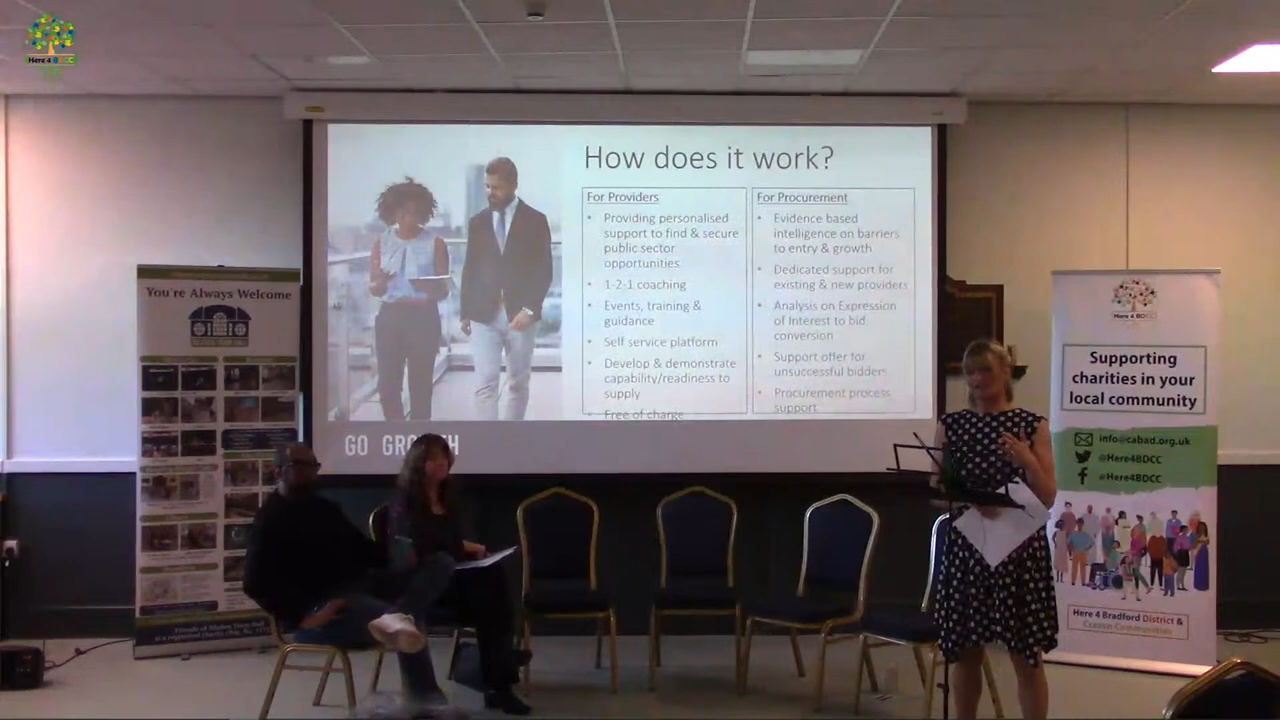 Here 4 BDCC
How does it work?
For Providers
• Providing personalised
support to find & secure
public sector
opportunities
• 1-2-1 coaching
• Events, training &
guidance
• Self service platform
• Develop & demonstrate
capability/readiness to
supply
• Free of charge
For Procurement
• Evidence based
intelligence on barriers
to entry & growth
• Dedicated support for
existing & new providers
• Analysis on Expression
of Interest to bid
conversion
• Support offer for
unsuccessful bidders
• Procurement process
support
GO GR
TH
You're Always Welcome
Here 4 BDCC
Supporting
charities in your
local community
info@cabad.org.uk
@Here4BDCC
@Here4BDCC
Here 4 Bradford District &
Craven Communities